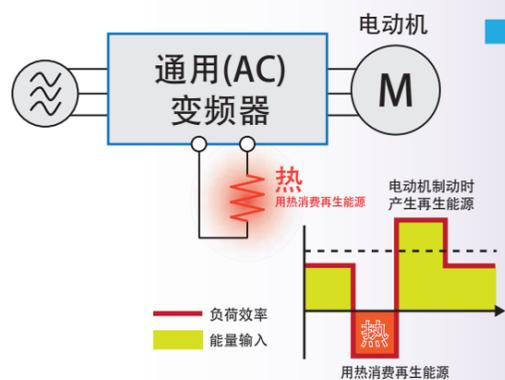 电动机
通用(AC)
变频器
M
热
用热消费再生能源
电动机制动时
产生再生能源
负荷效率
能量输入
热
用热消费再生能源